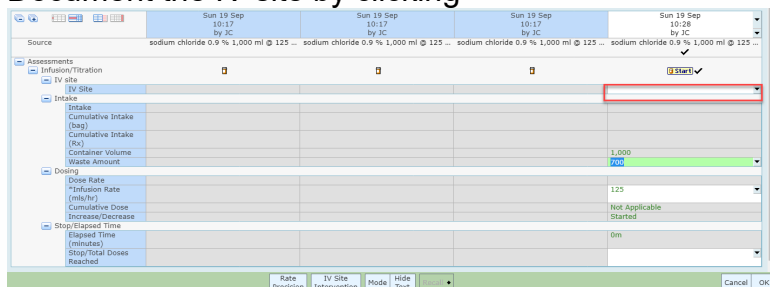 Document the IV site by clicking
Sun 19 Sep Sun 19 Sep Sun 19 Sep Sun 19 Sep
10:17 10:17 10:17 10:28
by JC by JC by JC by JC
Source sodium chloride 0.9 % 1,000 ml @ 125 ... sodium chloride 0.9 % 1,000 ml @ 125 ... sodium chloride 0.9 % 1,000 ml @ 125 ... sodium chloride 0.9 % 1,000 ml @ 125 ...
Assessments
Infusion/Titration Start
IV site
IV Site
Intake
Intake
Cumulative Intake
(bag)
Cumulative Intake
(Rx)
Container Volume 1,000
Waste Amount 700
Dosing
Dose Rate
*Infusion Rate 125
(mls/hr)
Cumulative Dose Not Applicable
Increase/Decrease Started
Stop/Elapsed Time
Elapsed Time 0m
(minutes)
Stop/Total Doses
Reached
Rate IV Site Mode Hide Recall Cancel OK
Precision Intervention Text